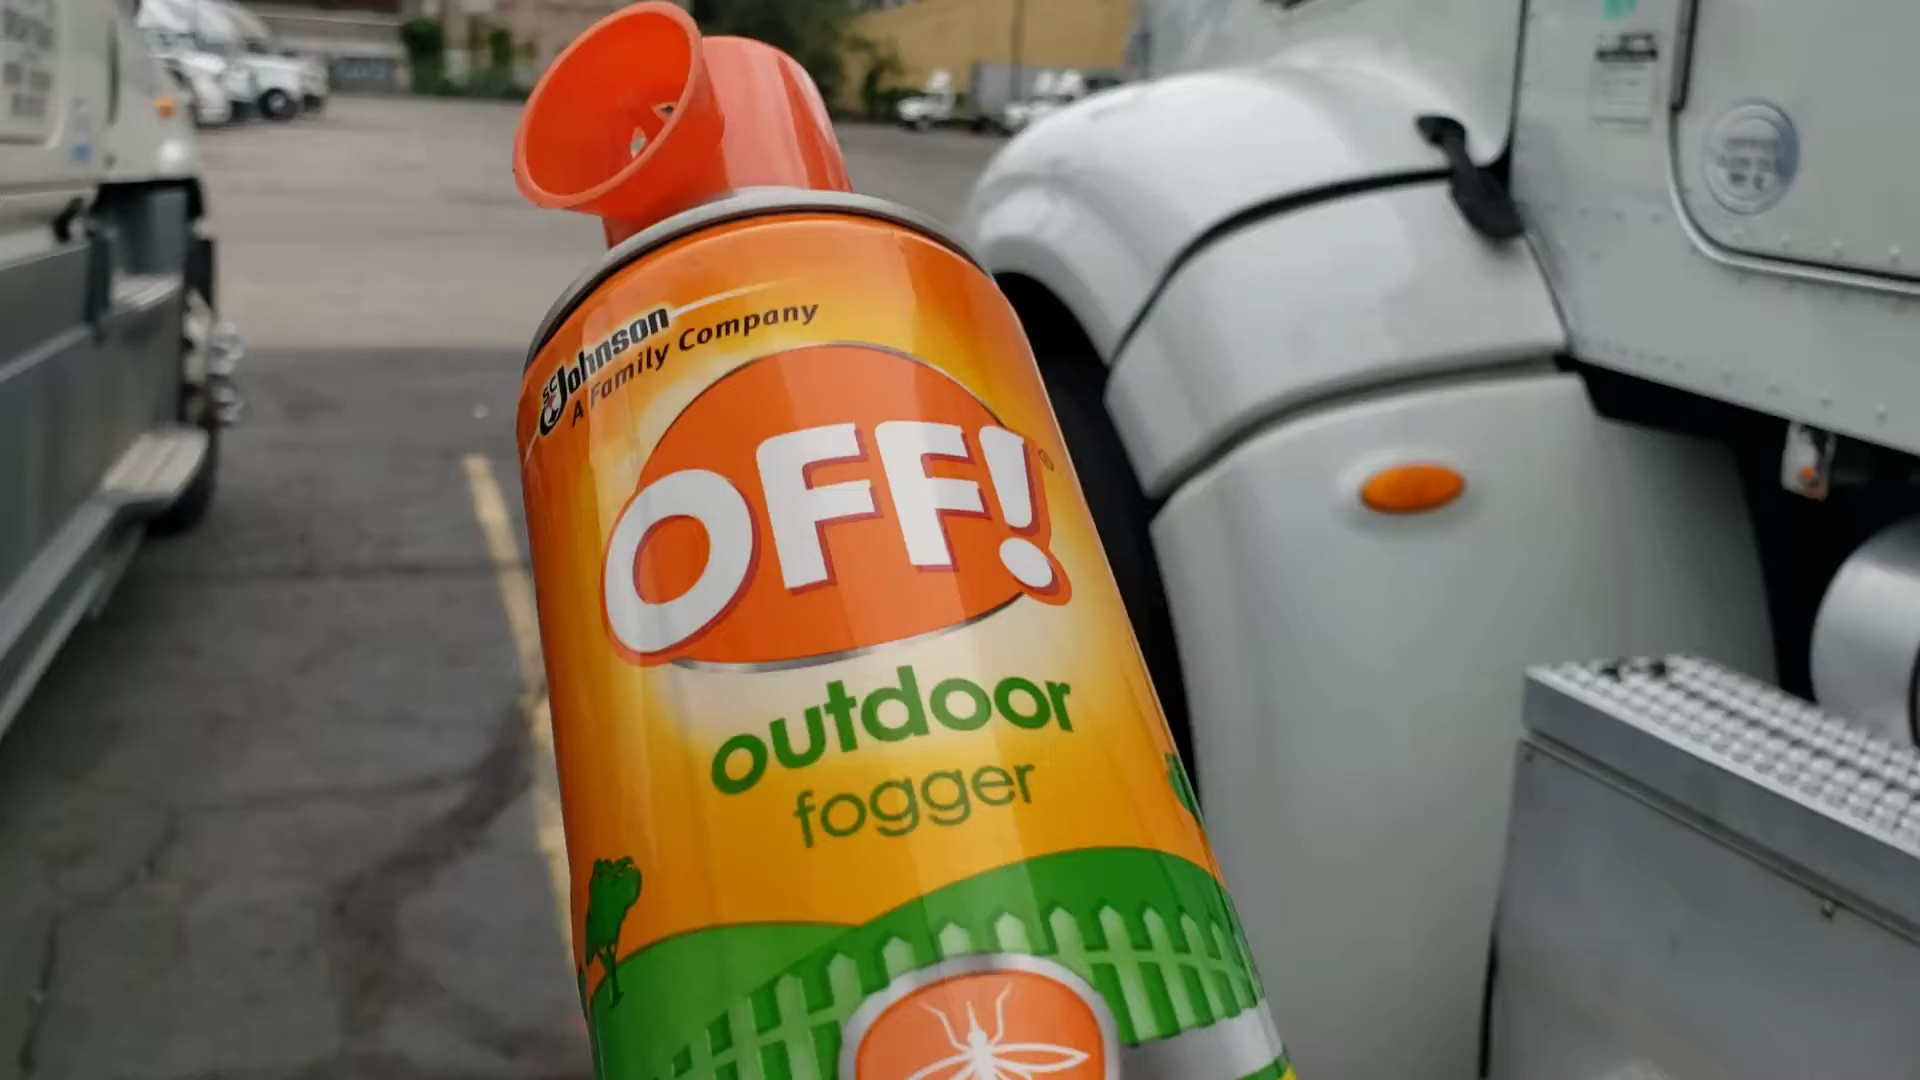 SC Johnson
A Family Company
OFF!®
outdoor
fogger